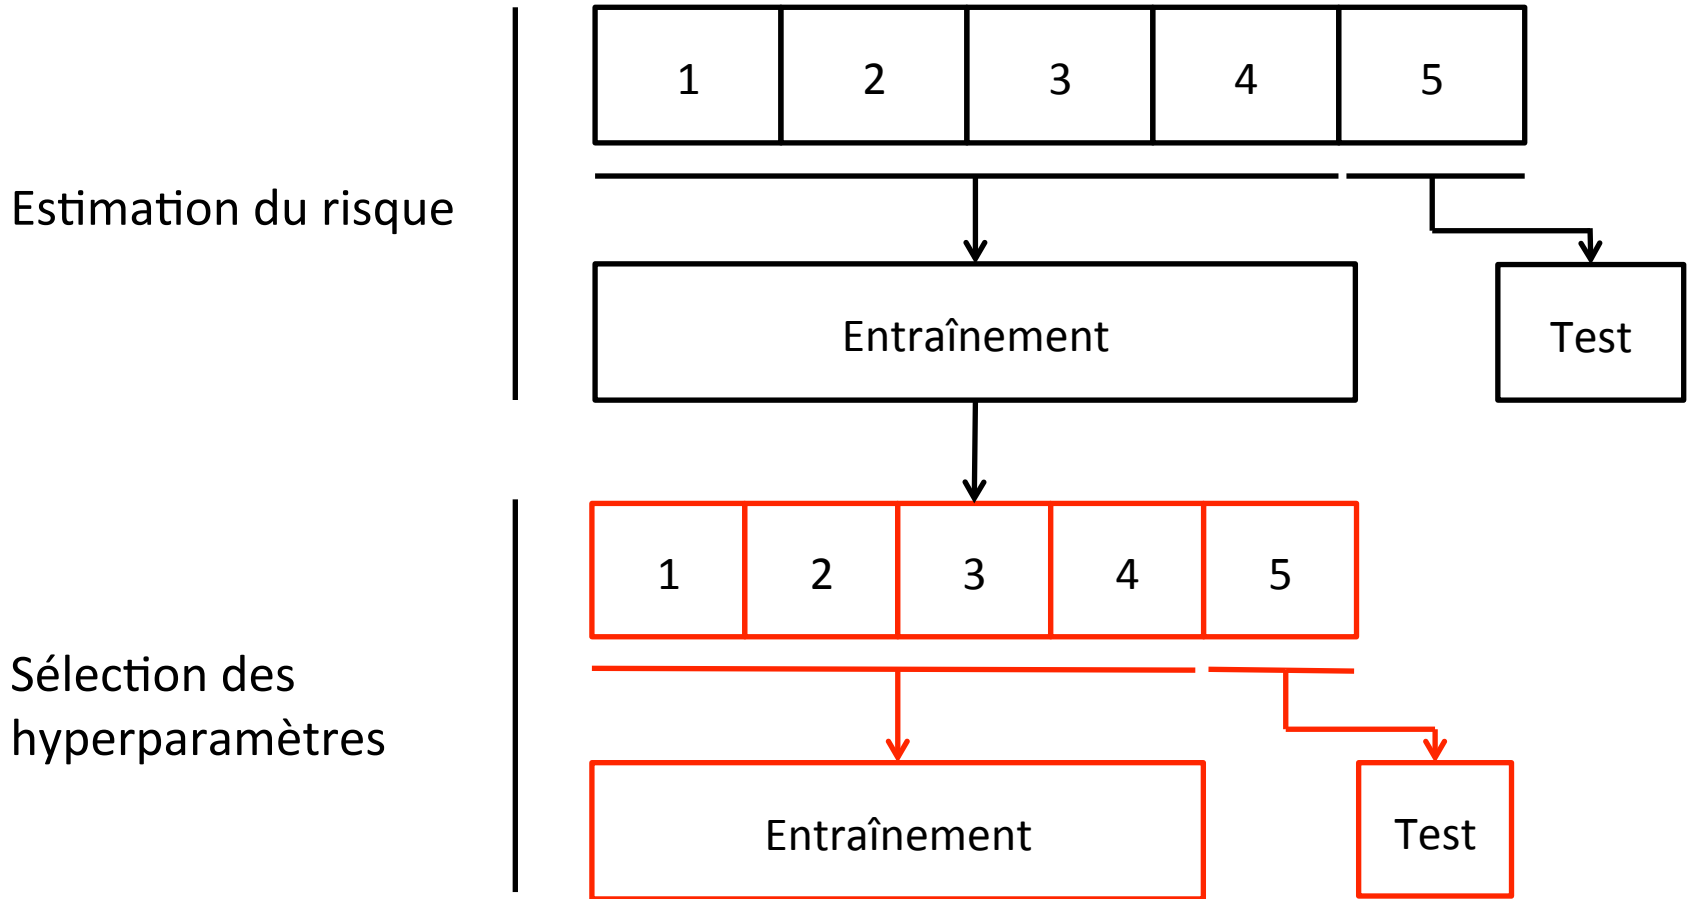 1 2 3 4 5
Estimation du risque
Entraînement Test
1 2 3 4 5
Sélection des
hyperparamètres
Entraînement Test